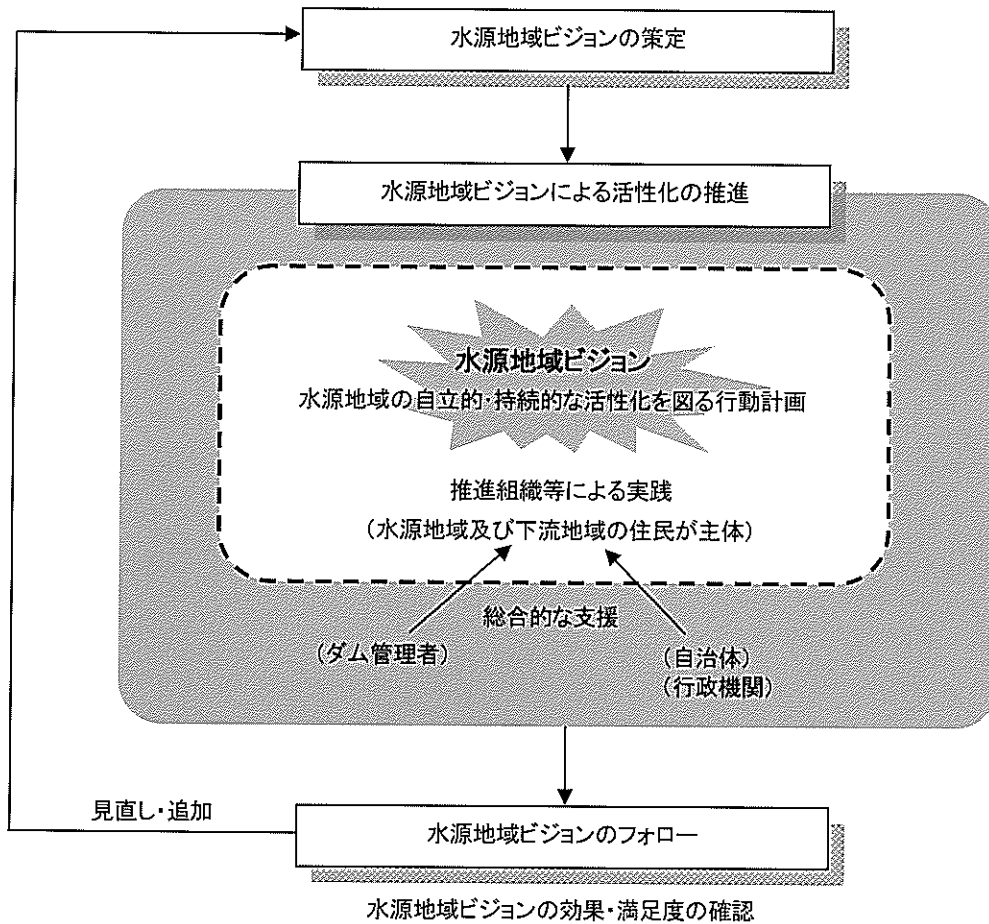 水源地域ビジョンの策定
水源地域ビジョンによる活性化の推進
水源地域ビジョン
水源地域の自立的・持続的な活性化を図る行動計画
推進組織等による実践
(水源地域及び下流地域の住民が主体)
総合的な支援
(ダム管理者)
(自治体)
(行政機関)
見直し・追加
水源地域ビジョンのフォロー
水源地域ビジョンの効果・満足度の確認